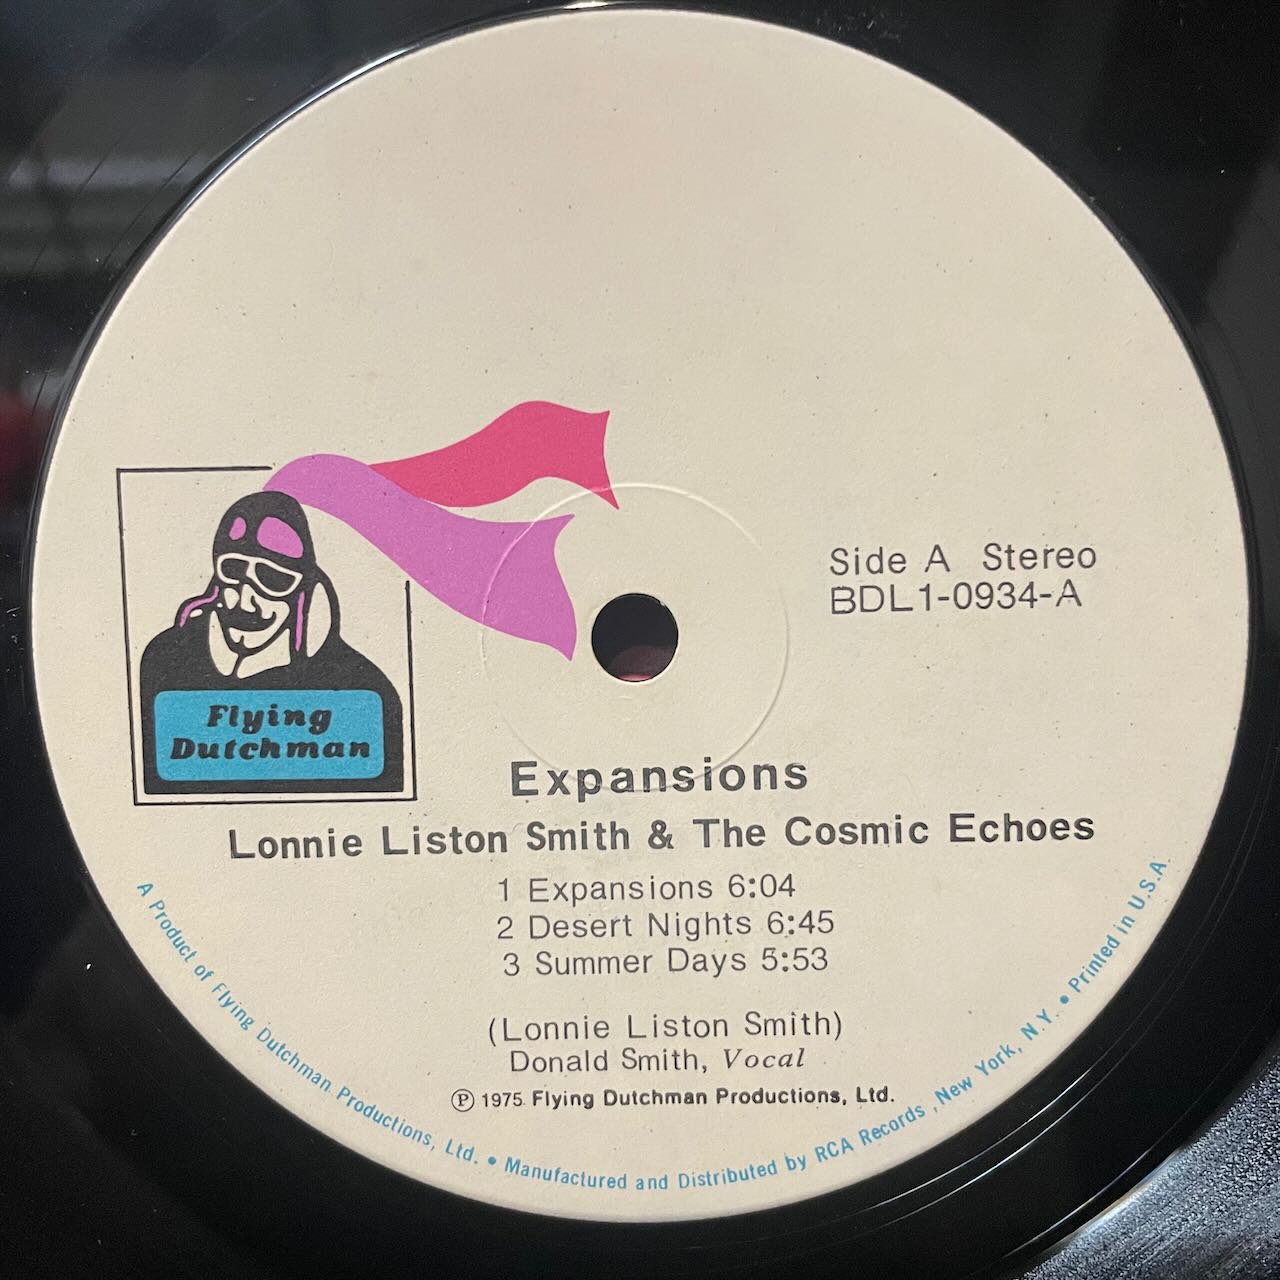 Side A Stereo
BDL1-0934-A
Flying
Dutchman
Expansions
Lonnie Liston Smith & The Cosmic Echoes
1 Expansions 6:04
2 Desert Nights 6:45
3 Summer Days 5:53
(Lonnie Liston Smith)
Donald Smith, Vocal
Ⓟ 1975 Flying Dutchman Productions, Ltd.
A Product of Flying Dutchman Productions, Ltd. • Manufactured and Distributed by RCA Records, New York, N.Y. • Printed in U.S.A.